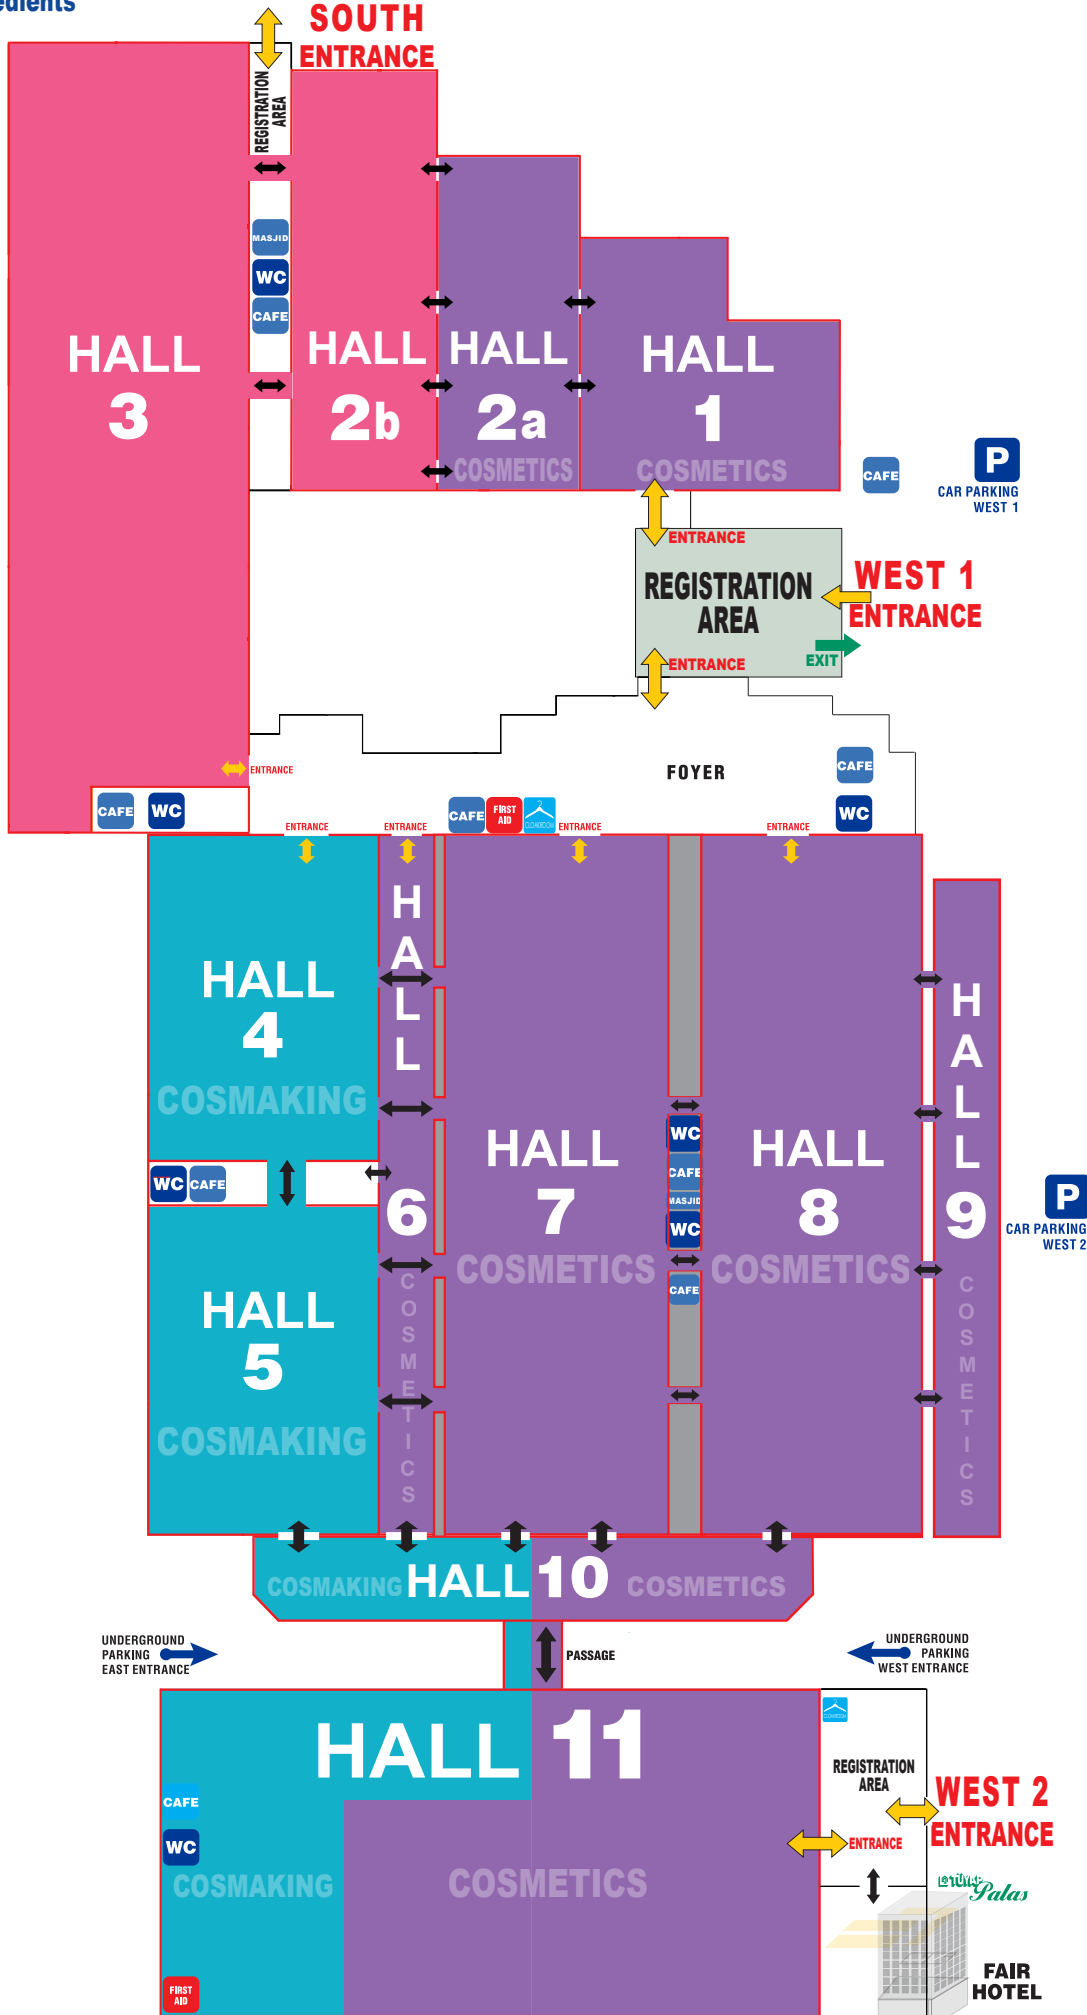 SOUTH
ENTRANCE
REGISTRATION
AREA
MASJID
WC
CAFE
HALL
3
HALL
2b
HALL
2a
COSMETICS
HALL
1
COSMETICS
CAFE
P
CAR PARKING
WEST 1
ENTRANCE
REGISTRATION
AREA
WEST 1
ENTRANCE
ENTRANCE
EXIT
ENTRANCE
FOYER
CAFE
WC
CAFE
WC
CAFE
FIRST
AID
CLOAKROOM
ENTRANCE
ENTRANCE
ENTRANCE
ENTRANCE
HALL
4
COSMAKING
WC
CAFE
HALL
5
COSMAKING
HALL
6
COSMETICS
HALL
7
COSMETICS
WC
CAFE
MASJID
WC
CAFE
HALL
8
COSMETICS
HALL
9
COSMETICS
P
CAR PARKING
WEST 2
COSMAKING
HALL 10
COSMETICS
UNDERGROUND
PARKING
EAST ENTRANCE
PASSAGE
UNDERGROUND
PARKING
WEST ENTRANCE
HALL 11
CLOAKROOM
REGISTRATION
AREA
WEST 2
ENTRANCE
ENTRANCE
CAFE
WC
COSMAKING
COSMETICS
TÜYAP
Palas
FAIR
HOTEL
FIRST
AID